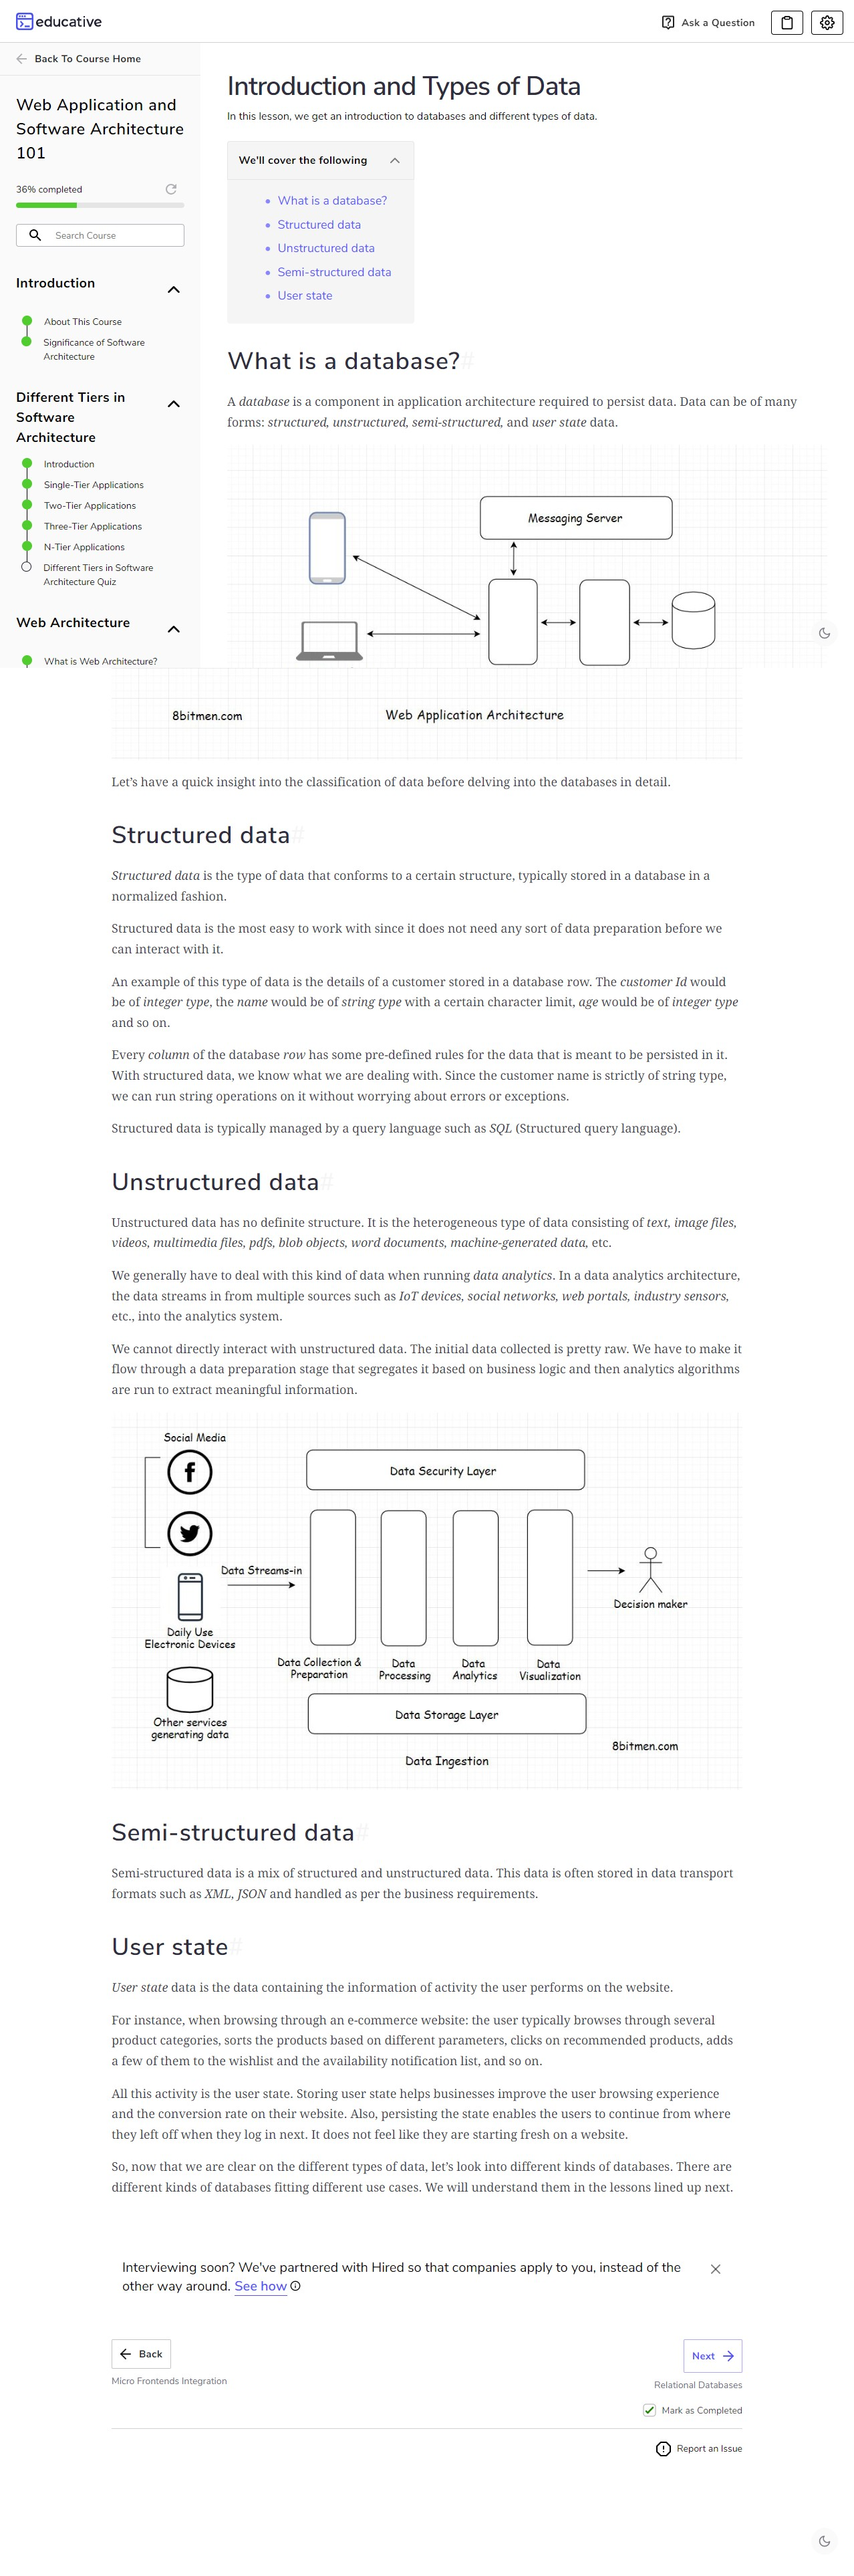 educative
Ask a Question
Back To Course Home
Web Application and
Software Architecture
101
36% completed
Search Course
Introduction
About This Course
Significance of Software
Architecture
Different Tiers in
Software
Architecture
Introduction
Single-Tier Applications
Two-Tier Applications
Three-Tier Applications
N-Tier Applications
Different Tiers in Software
Architecture Quiz
Web Architecture
What is Web Architecture?
Introduction and Types of Data
In this lesson, we get an introduction to databases and different types of data.
We'll cover the following
• What is a database?
• Structured data
• Unstructured data
• Semi-structured data
• User state
What is a database?#
A database is a component in application architecture required to persist data. Data can be of many
forms: structured, unstructured, semi-structured, and user state data.
Messaging Server
8bitmen.com
Web Application Architecture
Let’s have a quick insight into the classification of data before delving into the databases in detail.
Structured data#
Structured data is the type of data that conforms to a certain structure, typically stored in a database in a
normalized fashion.
Structured data is the most easy to work with since it does not need any sort of data preparation before we
can interact with it.
An example of this type of data is the details of a customer stored in a database row. The customer Id would
be of integer type, the name would be of string type with a certain character limit, age would be of integer type
and so on.
Every column of the database row has some pre-defined rules for the data that is meant to be persisted in it.
With structured data, we know what we are dealing with. Since the customer name is strictly of string type,
we can run string operations on it without worrying about errors or exceptions.
Structured data is typically managed by a query language such as SQL (Structured query language).
Unstructured data#
Unstructured data has no definite structure. It is the heterogeneous type of data consisting of text, image files,
videos, multimedia files, pdfs, blob objects, word documents, machine-generated data, etc.
We generally have to deal with this kind of data when running data analytics. In a data analytics architecture,
the data streams in from multiple sources such as IoT devices, social networks, web portals, industry sensors,
etc., into the analytics system.
We cannot directly interact with unstructured data. The initial data collected is pretty raw. We have to make it
flow through a data preparation stage that segregates it based on business logic and then analytics algorithms
are run to extract meaningful information.
Social Media
Data Security Layer
Data Streams-in
Decision maker
Daily Use
Electronic Devices
Data Collection &
Preparation
Data
Processing
Data
Analytics
Data
Visualization
Other services
generating data
Data Storage Layer
8bitmen.com
Data Ingestion
Semi-structured data#
Semi-structured data is a mix of structured and unstructured data. This data is often stored in data transport
formats such as XML, JSON and handled as per the business requirements.
User state#
User state data is the data containing the information of activity the user performs on the website.
For instance, when browsing through an e-commerce website: the user typically browses through several
product categories, sorts the products based on different parameters, clicks on recommended products, adds
a few of them to the wishlist and the availability notification list, and so on.
All this activity is the user state. Storing user state helps businesses improve the user browsing experience
and the conversion rate on their website. Also, persisting the state enables the users to continue from where
they left off when they log in next. It does not feel like they are starting fresh on a website.
So, now that we are clear on the different types of data, let’s look into different kinds of databases. There are
different kinds of databases fitting different use cases. We will understand them in the lessons lined up next.
Interviewing soon? We've partnered with Hired so that companies apply to you, instead of the
other way around. See how
Back
Next
Micro Frontends Integration
Relational Databases
Mark as Completed
Report an Issue